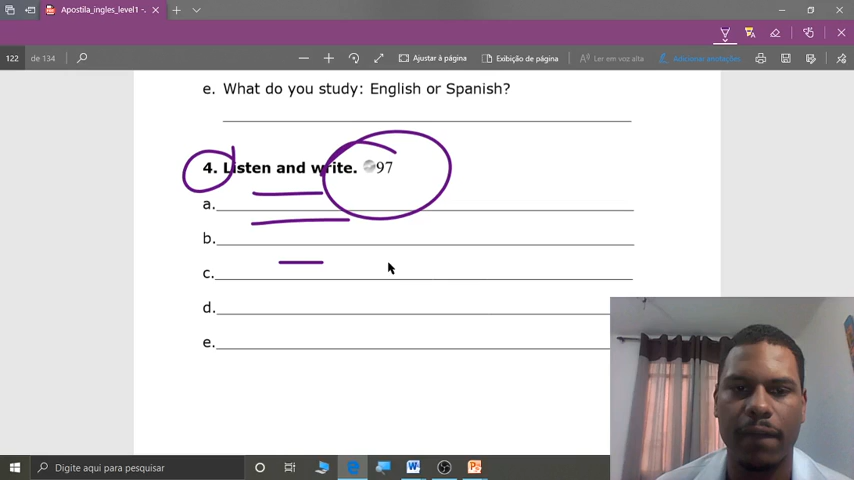 Apostila_ingles_level1 -.
122 de 134
Ajustar à página
Exibição de página
Ler em voz alta
Adicionar anotações
e. What do you study: English or Spanish?
4. Listen and write. 97
a.
b.
c.
d.
e.
Digite aqui para pesquisar